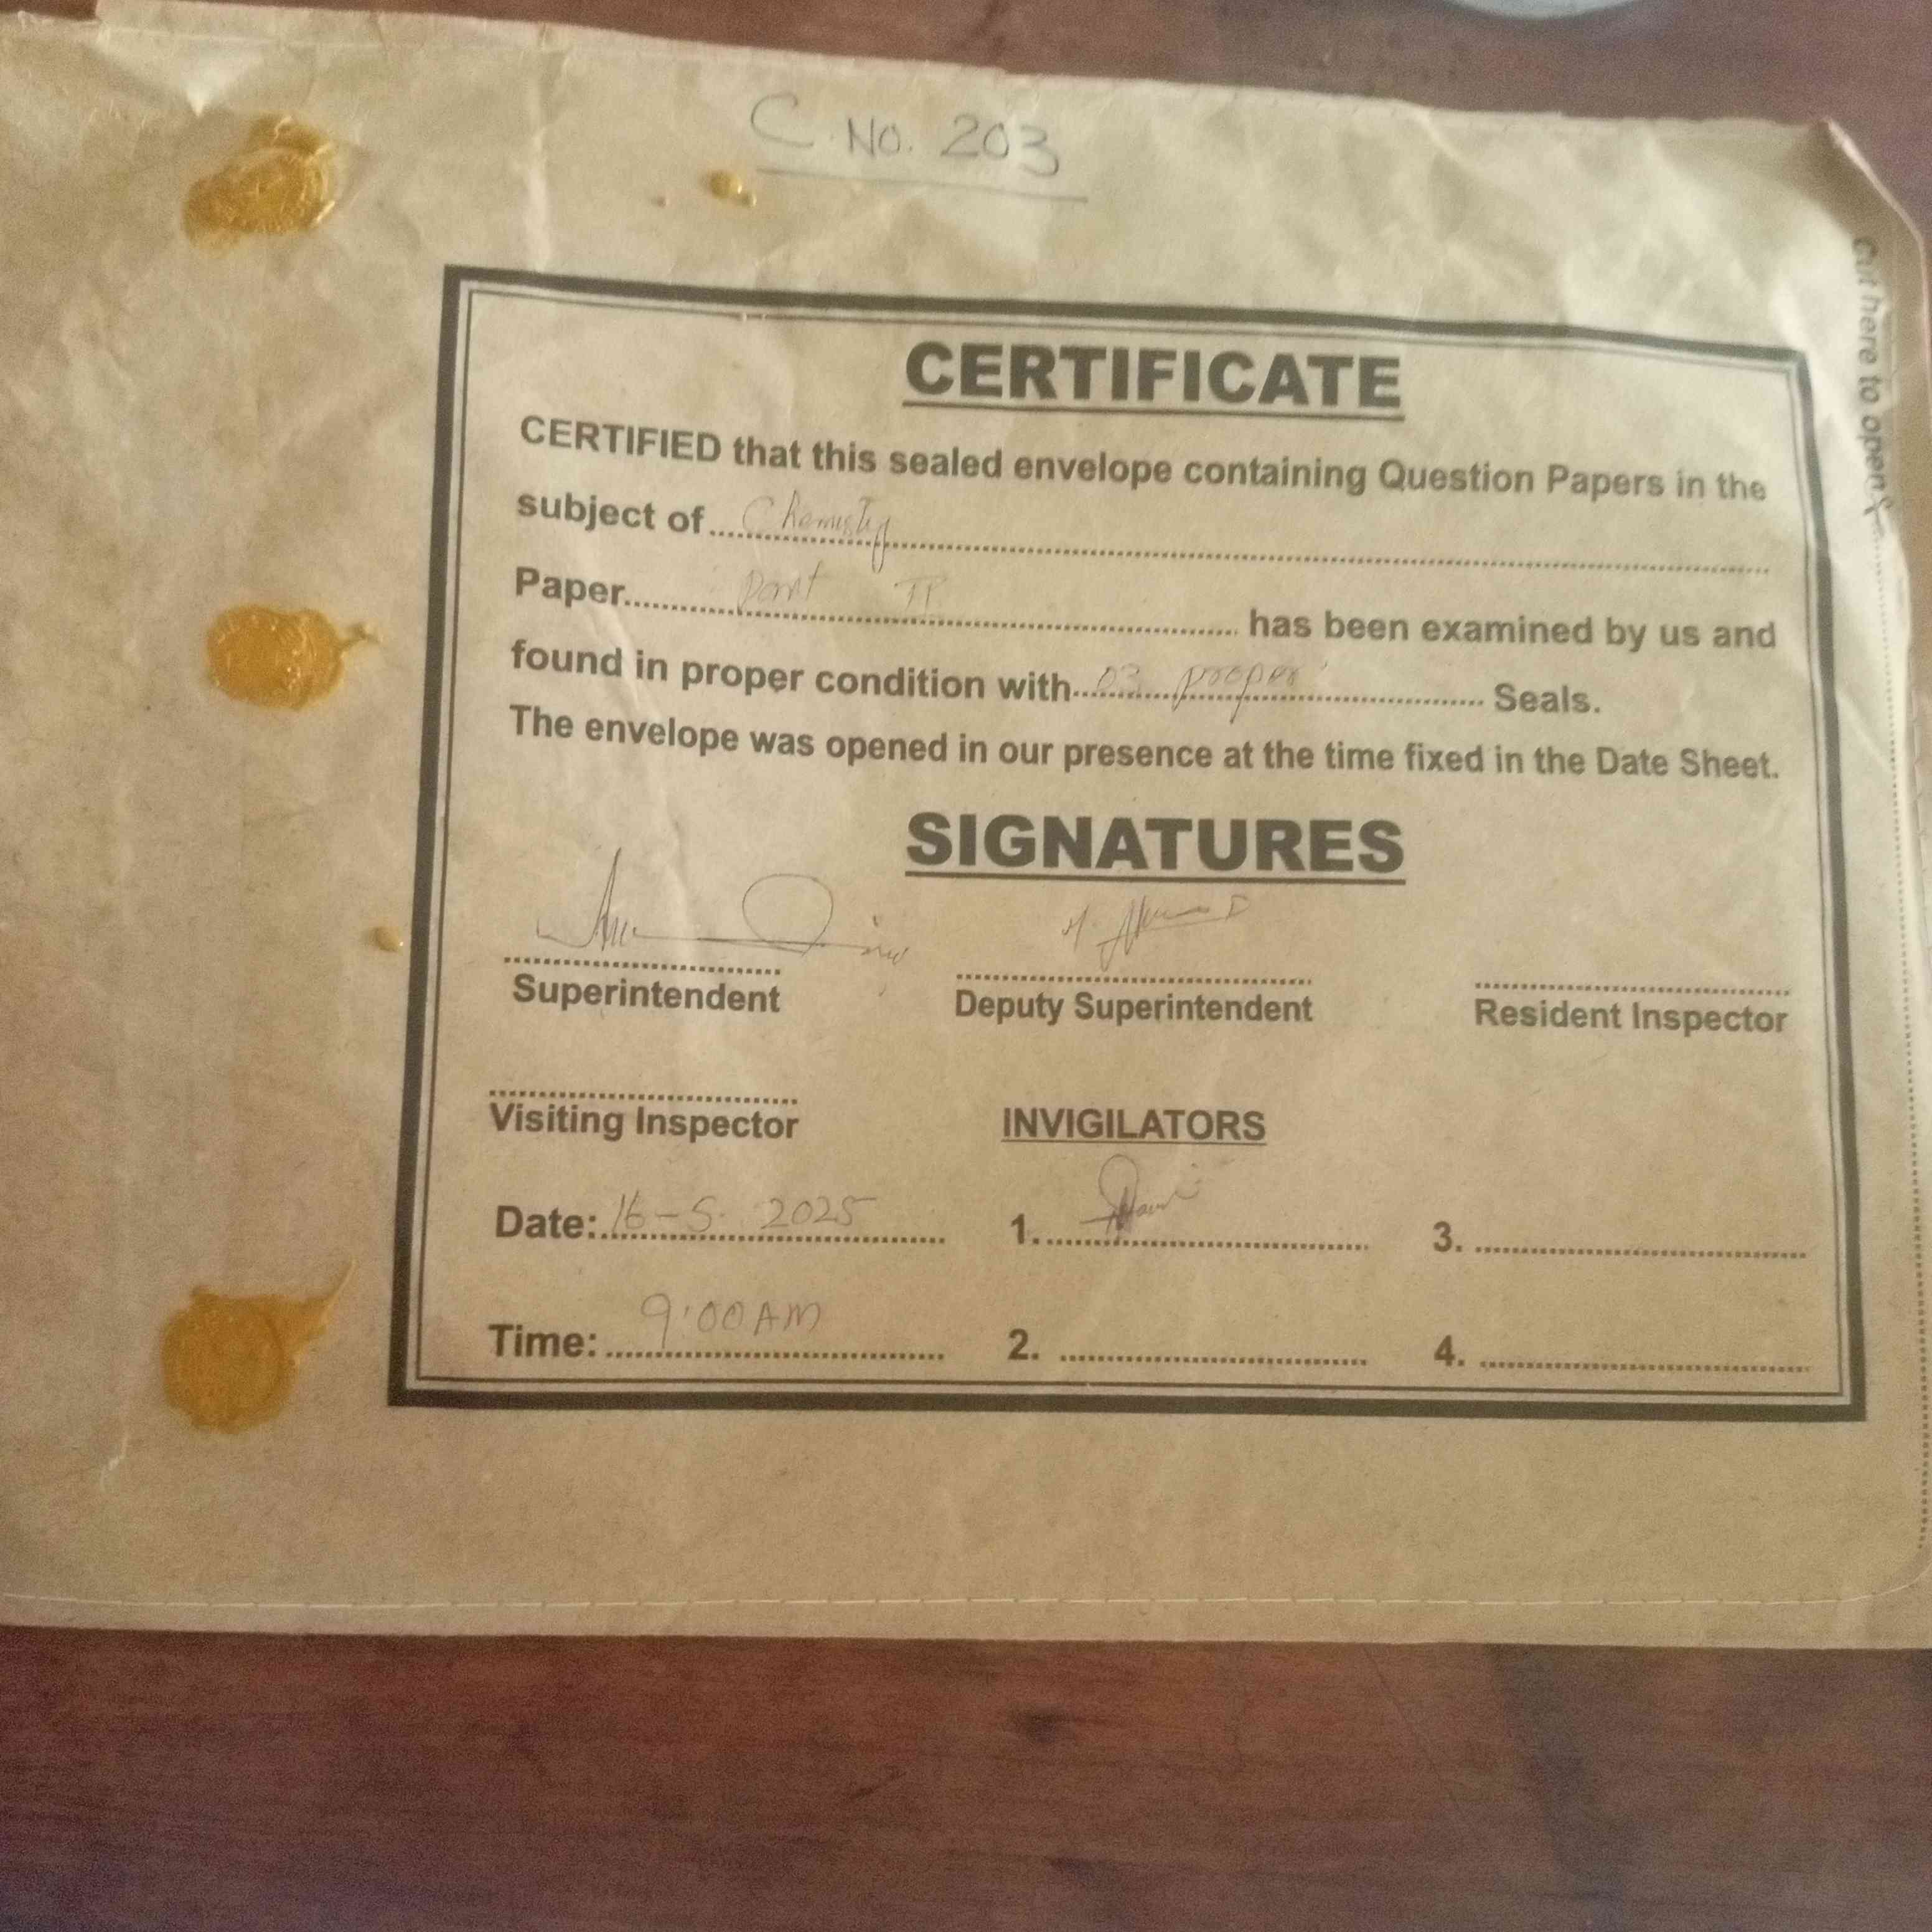 C. No. 203
Cut here to open
CERTIFICATE
CERTIFIED that this sealed envelope containing Question Papers in the
subject of Chemistry
Paper Part II has been examined by us and
found in proper condition with 03 proper Seals.
The envelope was opened in our presence at the time fixed in the Date Sheet.
SIGNATURES
Superintendent Deputy Superintendent Resident Inspector
Visiting Inspector INVIGILATORS
Date: 16-5-2025 1. 3.
Time: 9:00 AM 2. 4.